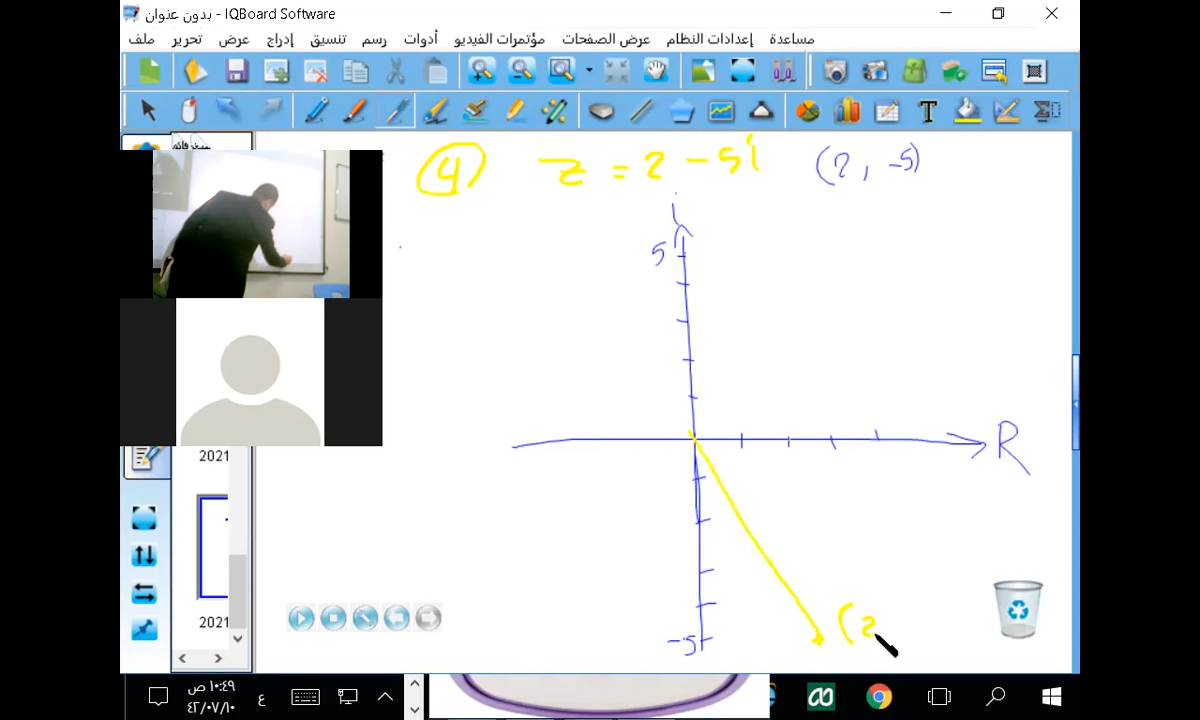 بدون عنوان - IQBoard Software
ملف تحرير عرض إدراج تنسيق رسم أدوات مؤتمرات الفيديو عرض الصفحات إعدادات النظام مساعدة
T
4 z = 2 - 5i (2, -5)
i
5
R
-5
(2
2021
2021
ع
١٠:٤٩ ص
٤٢/٠٧/١٠